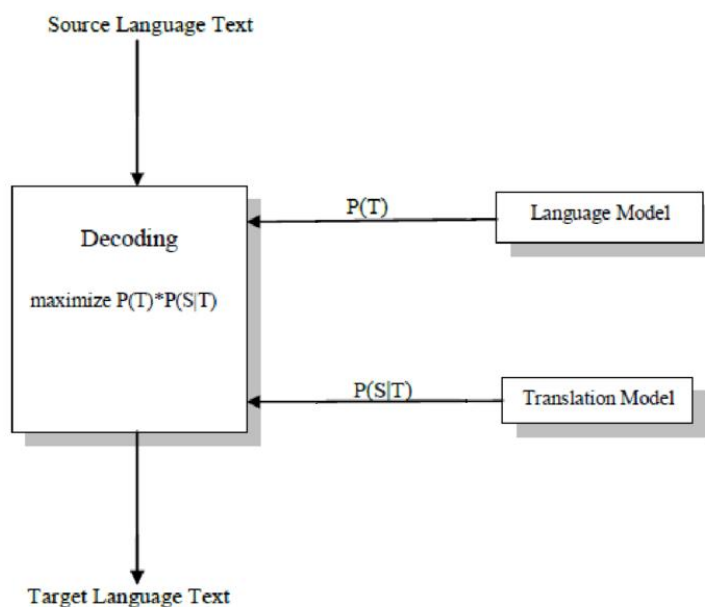 Source Language Text
P(T)
Language Model
Decoding
maximize P(T)*P(S|T)
P(S|T)
Translation Model
Target Language Text